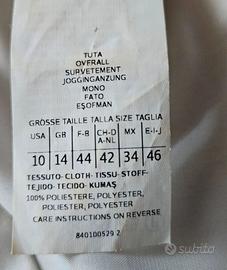 TUTA
OVERALL
SURVETEMENT
JOGGINGANZUNG
MONO
FATO
EŞOFMAN
GRÖSSE TAILLE TALLA SIZE TAGLIA
USA GB F-B CH-D A-NL MX E-I-J
10 14 44 42 34 46
TESSUTO-CLOTH-TISSU-STOFF-
TEJIDO-TECIDO-KUMAŞ
100% POLIESTERE, POLYESTER,
POLIESTER, POLYESTER
CARE INSTRUCTIONS ON REVERSE
840100529 2
subito